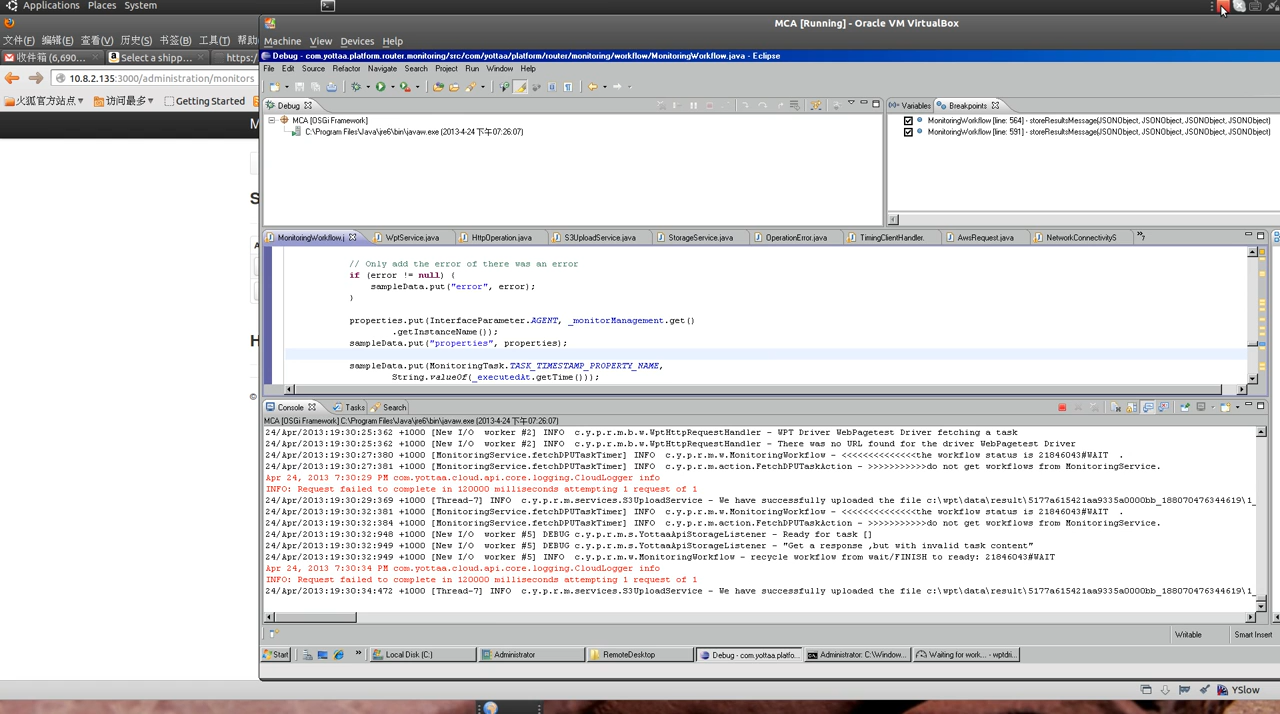 Applications Places System
MCA [Running] - Oracle VM VirtualBox
文件(F) 编辑(E) 查看(V) 历史(S) 书签(B) 工具(T) 帮助
Machine View Devices Help
收件箱 (6,690... Select a shipp... https:/
Debug - com.yottaa.platform.router.monitoring/src/com/yottaa/platform/router/monitoring/workflow/MonitoringWorkflow.java - Eclipse
File Edit Source Refactor Navigate Search Project Run Window Help
10.8.2.135:3000/administration/monitors
火狐官方站点 访问最多 Getting Started
Debug
Variables Breakpoints
MCA [OSGi Framework]
C:\Program Files\Java\jre6\bin\javaw.exe (2013-4-24 下午7:26:07)
MonitoringWorkflow [line: 564] - storeResultsMessage(JSONObject, JSONObject, JSONObject, JSONObject)
MonitoringWorkflow [line: 591] - storeResultsMessage(JSONObject, JSONObject, JSONObject, JSONObject)
MonitoringWorkflow.j WptService.java HttpOperation.java S3UploadService.java StorageService.java OperationError.java TimingClientHandler. AwsRequest.java NetworkConnectivityS »7
// Only add the error of there was an error
if (error != null) {
sampleData.put("error", error);
}
properties.put(InterfaceParameter.AGENT, _monitorManagement.get()
.getInstanceName());
sampleData.put("properties", properties);
sampleData.put(MonitoringTask.TASK_TIMESTAMP_PROPERTY_NAME,
String.valueOf(_executedAt.getTime()));
Console Tasks Search
MCA [OSGi Framework] C:\Program Files\Java\jre6\bin\javaw.exe (2013-4-24 下午7:26:07)
24/Apr/2013:19:30:25:362 +1000 [New I/O worker #2] INFO c.y.p.r.m.b.w.WptHttpRequestHandler - WPT Driver WebPagetest Driver fetching a task
24/Apr/2013:19:30:25:362 +1000 [New I/O worker #2] INFO c.y.p.r.m.b.w.WptHttpRequestHandler - There was no URL found for the driver WebPagetest Driver
24/Apr/2013:19:30:27:380 +1000 [MonitoringService.fetchDPUTaskTimer] INFO c.y.p.r.m.w.MonitoringWorkflow - <<<<<<<<<<<<the workflow status is 21846043#WAIT .
24/Apr/2013:19:30:27:381 +1000 [MonitoringService.fetchDPUTaskTimer] INFO c.y.p.r.m.action.FetchDPUTaskAction - >>>>>>>>>>>do not get workflows from MonitoringService.
Apr 24, 2013 7:30:29 PM com.yottaa.cloud.api.core.logging.CloudLogger info
INFO: Request failed to complete in 120000 milliseconds attempting 1 request of 1
24/Apr/2013:19:30:29:369 +1000 [Thread-7] INFO c.y.p.r.m.services.S3UploadService - We have successfully uploaded the file c:\wpt\data\result\5177a615421aa9335a0000bb_1880704763446​19\1_
24/Apr/2013:19:30:32:381 +1000 [MonitoringService.fetchDPUTaskTimer] INFO c.y.p.r.m.w.MonitoringWorkflow - <<<<<<<<<<<<the workflow status is 21846043#WAIT .
24/Apr/2013:19:30:32:384 +1000 [MonitoringService.fetchDPUTaskTimer] INFO c.y.p.r.m.action.FetchDPUTaskAction - >>>>>>>>>>>do not get workflows from MonitoringService.
24/Apr/2013:19:30:32:948 +1000 [New I/O worker #5] DEBUG c.y.p.r.m.s.YottaaApiStorageListener - Ready for task []
24/Apr/2013:19:30:32:949 +1000 [New I/O worker #5] DEBUG c.y.p.r.m.s.YottaaApiStorageListener - "Get a response ,but with invalid task content"
24/Apr/2013:19:30:32:949 +1000 [New I/O worker #5] INFO c.y.p.r.m.w.MonitoringWorkflow - recycle workflow from wait/FINISH to ready: 21846043#WAIT
Apr 24, 2013 7:30:34 PM com.yottaa.cloud.api.core.logging.CloudLogger info
INFO: Request failed to complete in 120000 milliseconds attempting 1 request of 1
24/Apr/2013:19:30:34:472 +1000 [Thread-7] INFO c.y.p.r.m.services.S3UploadService - We have successfully uploaded the file c:\wpt\data\result\5177a615421aa9335a0000bb_188070476344619\1_
Writable Smart Insert
Start » Local Disk (C:) Administrator RemoteDesktop Debug - com.yottaa.platfo... Administrator: C:\Window... Waiting for work... - wptdri...
YSlow